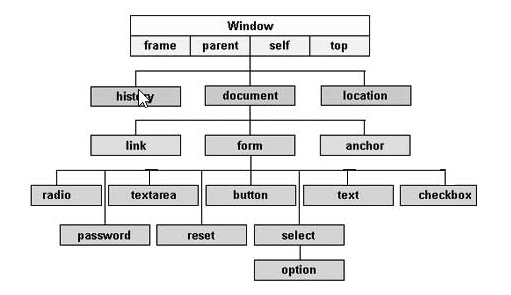 Window
frame parent self top
history document location
link form anchor
radio textarea button text checkbox
password reset select
option